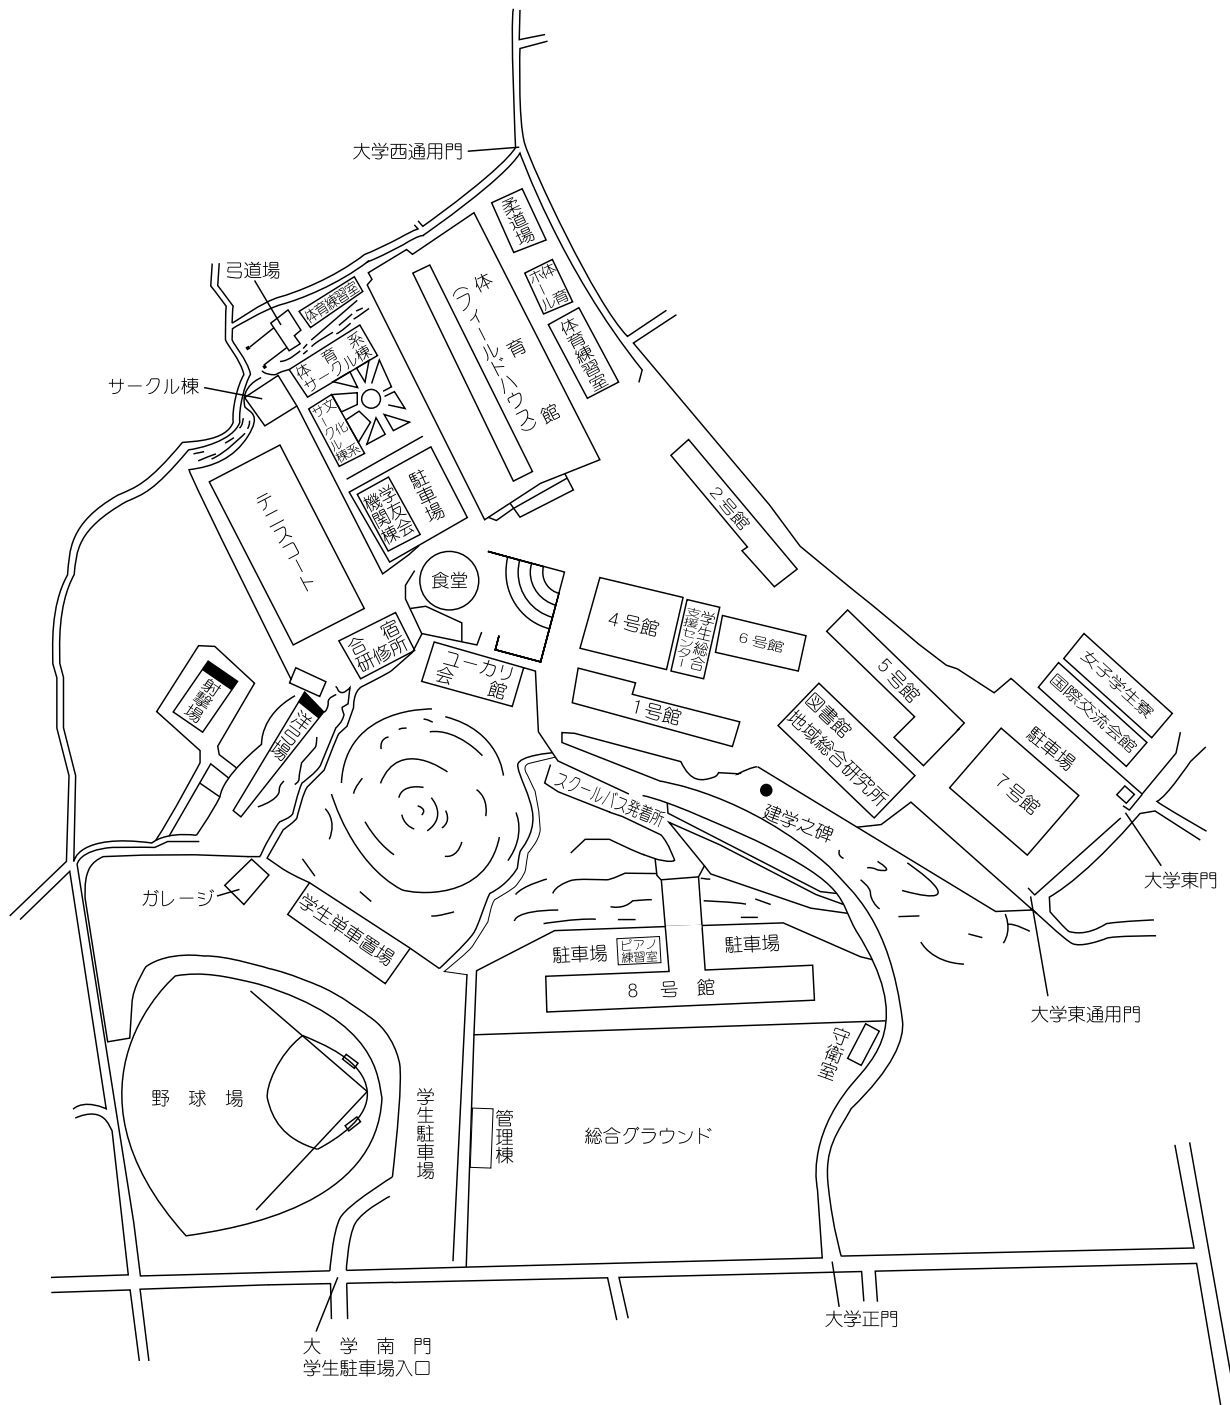 大学西通用門
柔道場
弓道場
体育練習室
体育ホール
体育館
(フィールドハウス)
体育練習室
体育系
サークル棟
サークル棟
文化系
サークル棟
駐車場
学友会
機関棟
テニスコート
2号館
食堂
4号館
学生総合
支援センター
6号館
合宿
研修所
ユーカリ
会館
5号館
女子学生寮
国際交流会館
射撃場
洋弓場
1号館
図書館
地域総合研究所
駐車場
7号館
スクールバス発着所
建学之碑
大学東門
ガレージ
学生単車置場
駐車場
ピアノ
練習室
駐車場
8号館
大学東通用門
守衛室
野球場
学生駐車場
管理棟
総合グラウンド
大学正門
大学南門
学生駐車場入口